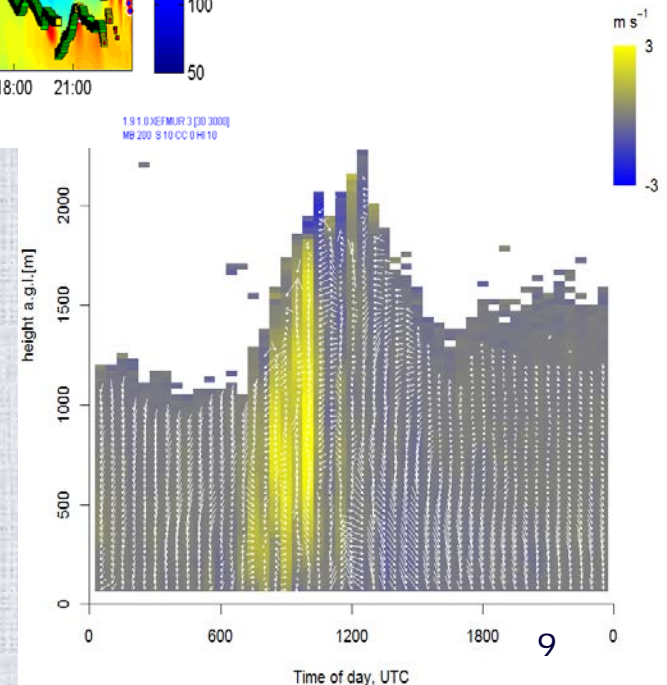 100
50
18:00 21:00
1.9 1.0 XEFMUR 3 [30 3000]
MB 200 S 10 CC 0 HI 10
m s⁻¹
3
-3
height a.g.l.[m]
2000
1500
1000
500
0
0 600 1200 1800 0
9
Time of day, UTC